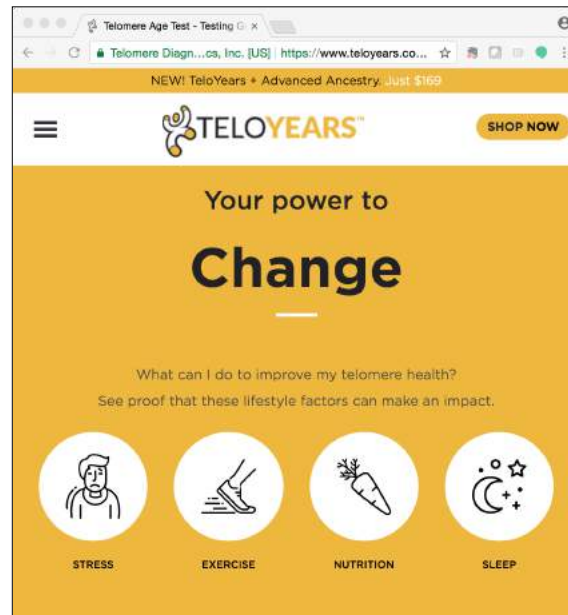 Telomere Age Test - Testing G
Telomere Diagn...cs, Inc. [US] https://www.teloyears.co...
NEW! TeloYears + Advanced Ancestry. Just $169
TELOYEARS™
SHOP NOW
Your power to
Change
What can I do to improve my telomere health?
See proof that these lifestyle factors can make an impact.
STRESS EXERCISE NUTRITION SLEEP